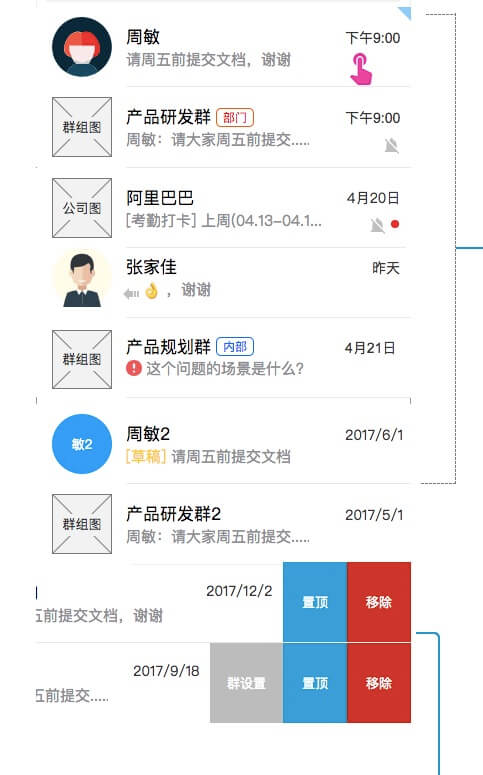 周敏
下午9:00
请周五前提交文档，谢谢
群组图
产品研发群 部门
下午9:00
周敏：请大家周五前提交.....
公司图
阿里巴巴
4月20日
[考勤打卡] 上周(04.13-04.1...
张家佳
昨天
👌 ，谢谢
群组图
产品规划群 内部
4月21日
这个问题的场景是什么?
敏2
周敏2
2017/6/1
[草稿] 请周五前提交文档
群组图
产品研发群2
2017/5/1
周敏：请大家周五前提交.....
2017/12/2
五前提交文档，谢谢
置顶
移除
2017/9/18
五前提交.....
群设置
置顶
移除